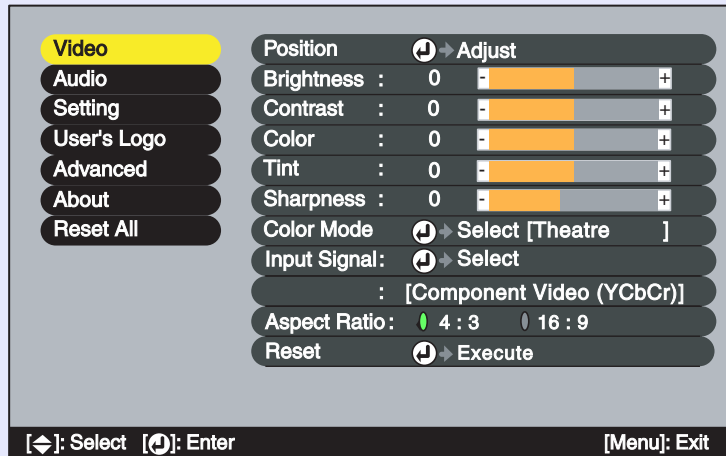 Video
Audio
Setting
User's Logo
Advanced
About
Reset All
Position Adjust
Brightness : 0 - +
Contrast : 0 - +
Color : 0 - +
Tint : 0 - +
Sharpness : 0 - +
Color Mode Select [Theatre ]
Input Signal: Select
: [Component Video (YCbCr)]
Aspect Ratio: 4 : 3 16 : 9
Reset Execute
[ ]: Select [ ]: Enter [Menu]: Exit